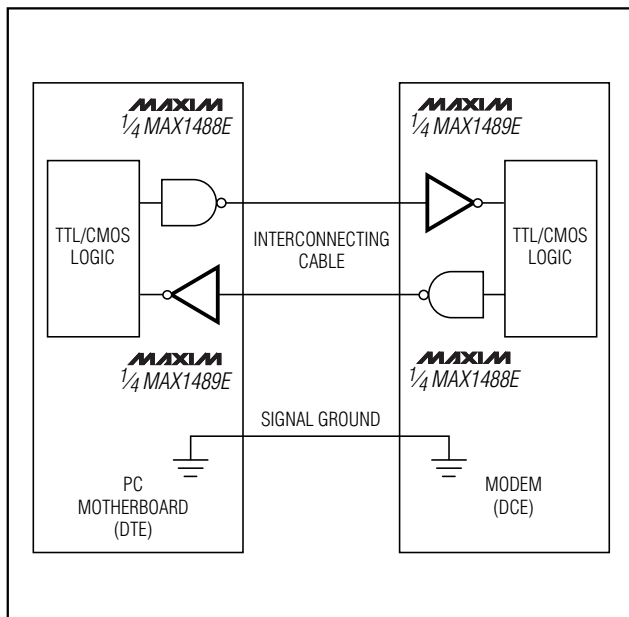 MAXIM
1/4 MAX1488E
MAXIM
1/4 MAX1489E
TTL/CMOS
LOGIC
INTERCONNECTING
CABLE
TTL/CMOS
LOGIC
MAXIM
1/4 MAX1489E
MAXIM
1/4 MAX1488E
SIGNAL GROUND
PC
MOTHERBOARD
(DTE)
MODEM
(DCE)